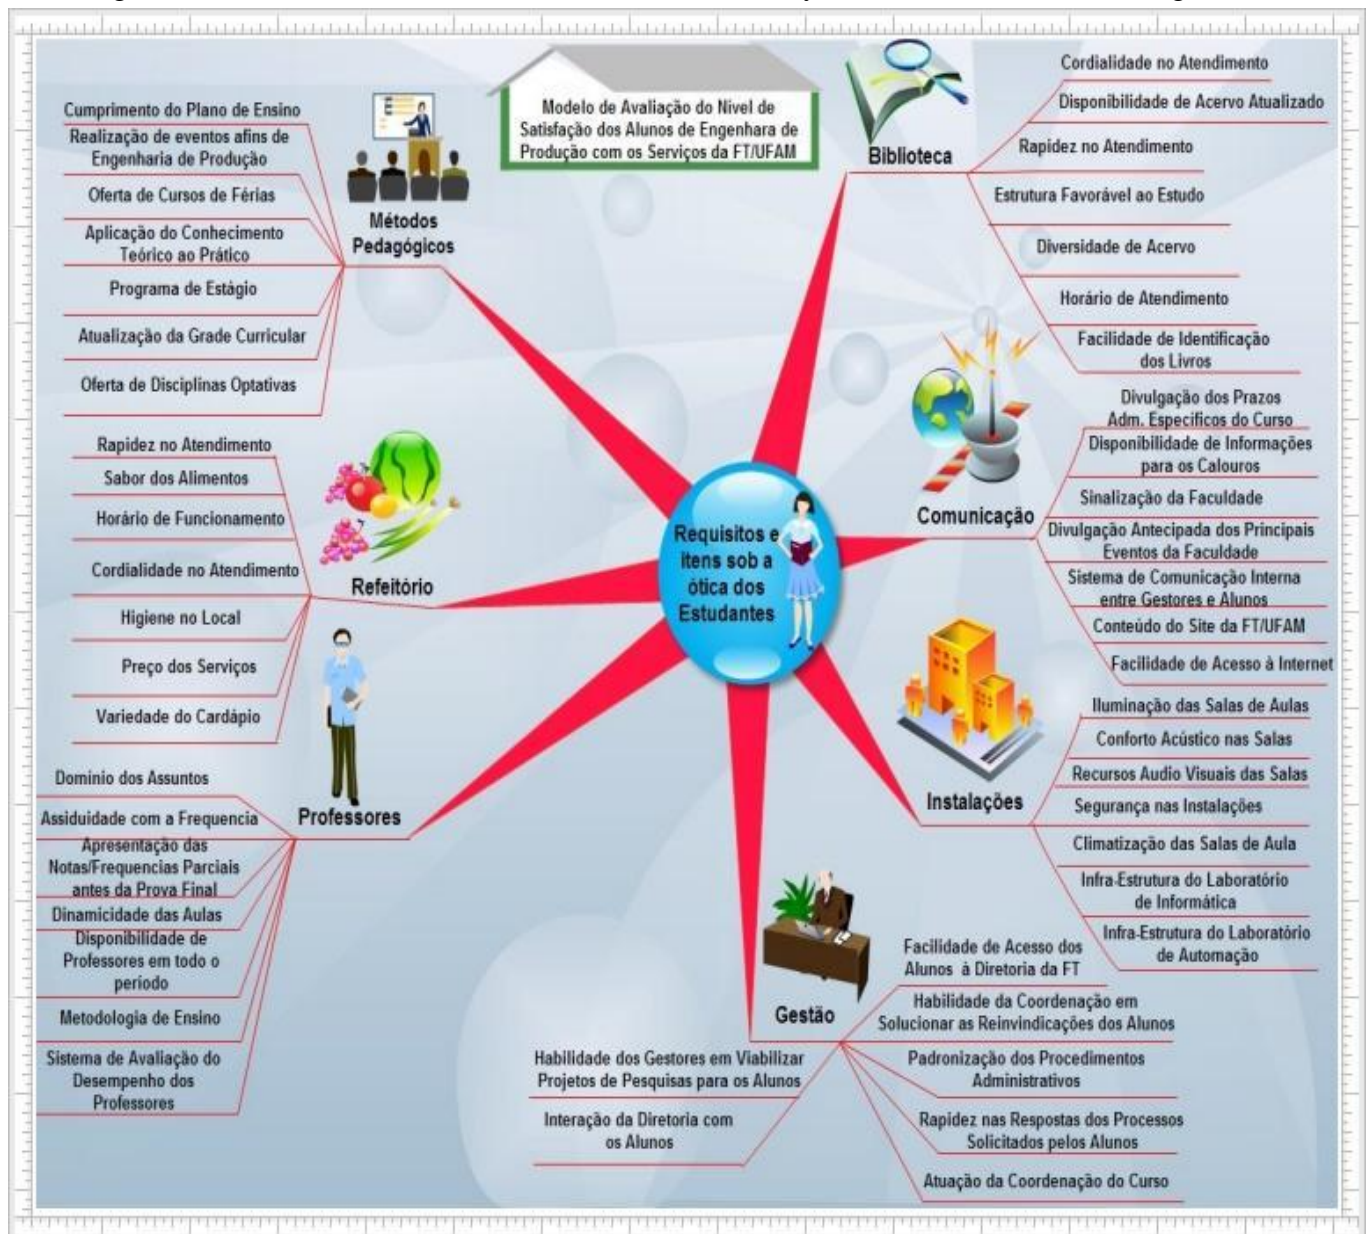 Modelo de Avaliação do Nível de
Satisfação dos Alunos de Engenhara de
Produção com os Serviços da FT/UFAM
Requisitos e
itens sob a
ótica dos
Estudantes
Métodos
Pedagógicos
Cumprimento do Plano de Ensino
Realização de eventos afins de
Engenharia de Produção
Oferta de Cursos de Férias
Aplicação do Conhecimento
Teórico ao Prático
Programa de Estágio
Atualização da Grade Curricular
Oferta de Disciplinas Optativas
Refeitório
Rapidez no Atendimento
Sabor dos Alimentos
Horário de Funcionamento
Cordialidade no Atendimento
Higiene no Local
Preço dos Serviços
Variedade do Cardápio
Professores
Domínio dos Assuntos
Assiduidade com a Frequencia
Apresentação das
Notas/Frequencias Parciais
antes da Prova Final
Dinamicidade das Aulas
Disponibilidade de
Professores em todo o
período
Metodologia de Ensino
Sistema de Avaliação do
Desempenho dos
Professores
Biblioteca
Cordialidade no Atendimento
Disponibilidade de Acervo Atualizado
Rapidez no Atendimento
Estrutura Favorável ao Estudo
Diversidade de Acervo
Horário de Atendimento
Facilidade de Identificação
dos Livros
Comunicação
Divulgação dos Prazos
Adm. Específicos do Curso
Disponibilidade de Informações
para os Calouros
Sinalização da Faculdade
Divulgação Antecipada dos Principais
Eventos da Faculdade
Sistema de Comunicação Interna
entre Gestores e Alunos
Conteúdo do Site da FT/UFAM
Facilidade de Acesso à Internet
Instalações
Iluminação das Salas de Aulas
Conforto Acústico nas Salas
Recursos Audio Visuais das Salas
Segurança nas Instalações
Climatização das Salas de Aula
Infra-Estrutura do Laboratório
de Informática
Infra-Estrutura do Laboratório
de Automação
Gestão
Facilidade de Acesso dos
Alunos à Diretoria da FT
Habilidade da Coordenação em
Solucionar as Reinvindicações dos Alunos
Padronização dos Procedimentos
Administrativos
Rapidez nas Respostas dos Processos
Solicitados pelos Alunos
Atuação da Coordenação do Curso
Habilidade dos Gestores em Viabilizar
Projetos de Pesquisas para os Alunos
Interação da Diretoria com
os Alunos